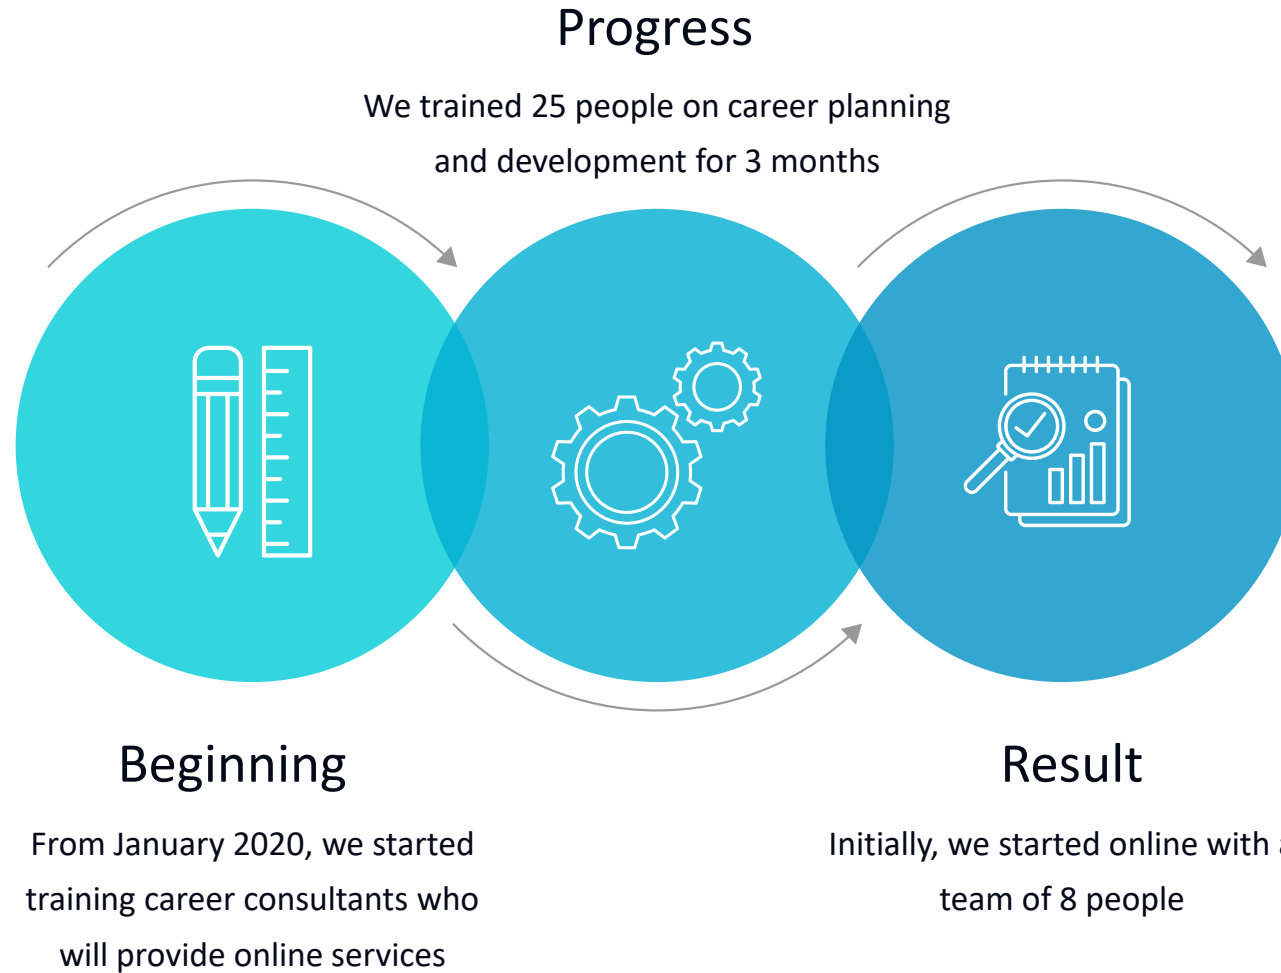 Progress
We trained 25 people on career planning
and development for 3 months
Beginning
From January 2020, we started
training career consultants who
will provide online services
Result
Initially, we started online with a
team of 8 people